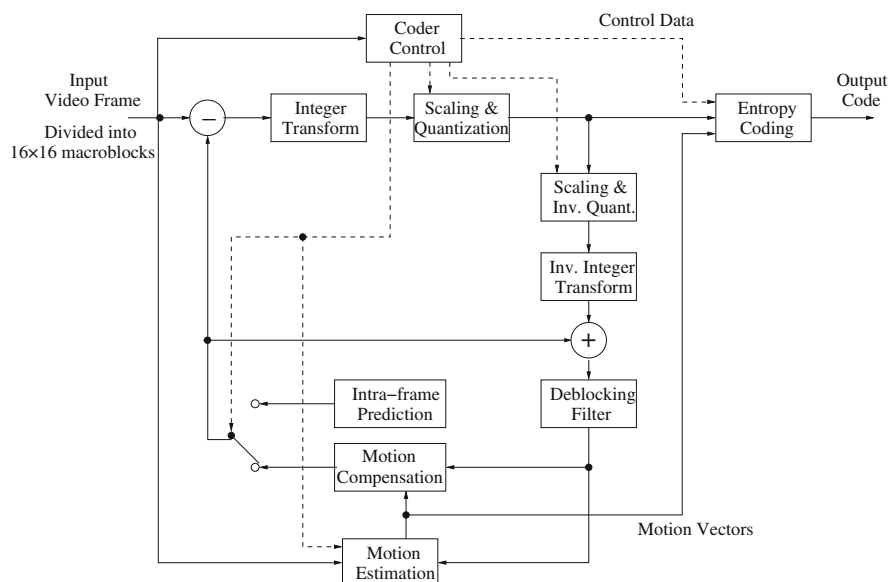 Coder
Control
Control Data
Input
Video Frame
Divided into
16×16 macroblocks
−
Integer
Transform
Scaling &
Quantization
Entropy
Coding
Output
Code
Scaling &
Inv. Quant.
Inv. Integer
Transform
+
Intra−frame
Prediction
Deblocking
Filter
Motion
Compensation
Motion Vectors
Motion
Estimation